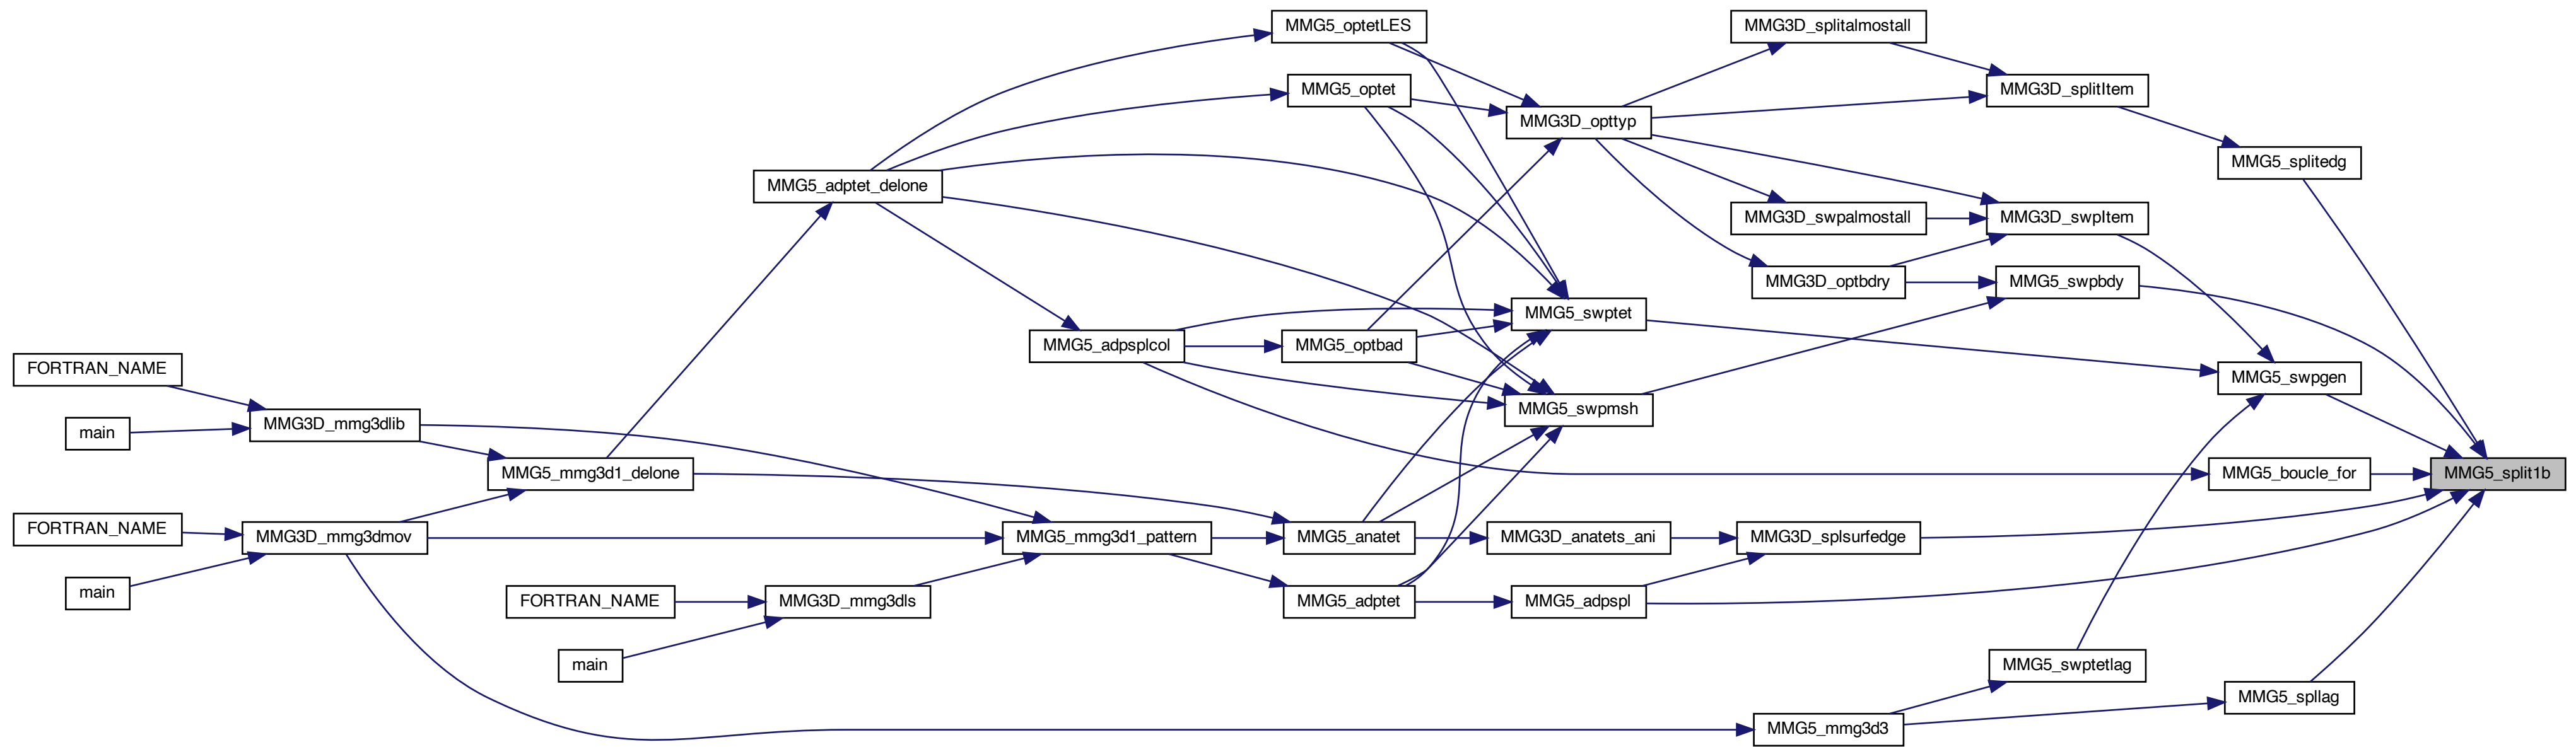 MMG5_optetLES
MMG3D_splitalmostall
MMG5_optet
MMG3D_splitItem
MMG3D_opttyp
MMG5_splitedg
MMG5_adptet_delone
MMG3D_swpalmostall
MMG3D_swpItem
MMG3D_optbdry
MMG5_swpbdy
MMG5_swptet
MMG5_adpsplcol
MMG5_optbad
FORTRAN_NAME
MMG5_swpgen
MMG5_swpmsh
MMG3D_mmg3dlib
main
MMG5_mmg3d1_delone
MMG5_boucle_for
MMG5_split1b
FORTRAN_NAME
MMG3D_mmg3dmov
MMG5_mmg3d1_pattern
MMG5_anatet
MMG3D_anatets_ani
MMG3D_splsurfedge
main
FORTRAN_NAME
MMG3D_mmg3dls
MMG5_adptet
MMG5_adpspl
main
MMG5_swptetlag
MMG5_spllag
MMG5_mmg3d3